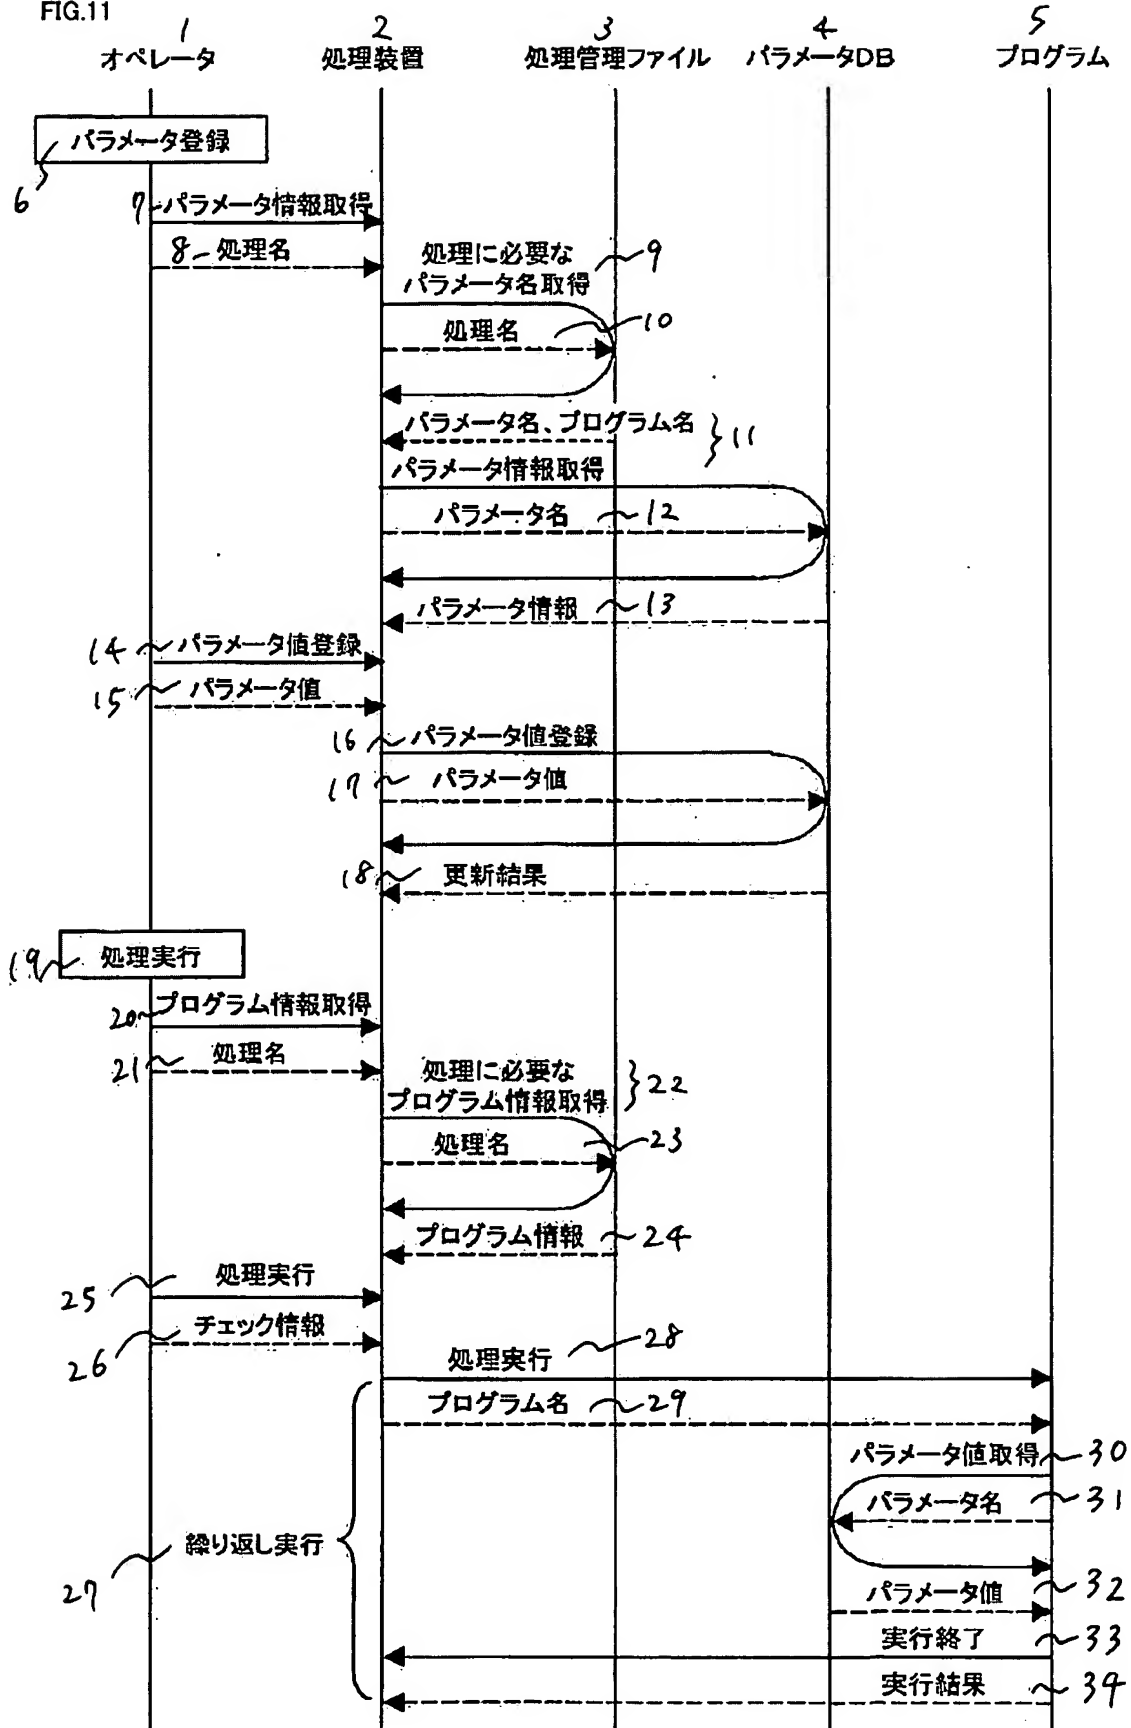 FIG.11
1 2 3 4 5
オペレータ 処理装置 処理管理ファイル パラメータDB プログラム
パラメータ登録
6
7 パラメータ情報取得
8 処理名
処理に必要な 9
パラメータ名取得
処理名 10
パラメータ名、プログラム名 11
パラメータ情報取得
パラメータ名 12
パラメータ情報 13
14 パラメータ値登録
15 パラメータ値
16 パラメータ値登録
17 パラメータ値
18 更新結果
19 処理実行
20 プログラム情報取得
21 処理名
処理に必要な 22
プログラム情報取得
処理名 23
プログラム情報 24
25 処理実行
26 チェック情報
処理実行 28
プログラム名 29
パラメータ値取得 30
パラメータ名 31
繰り返し実行
27
パラメータ値 32
実行終了 33
実行結果 34